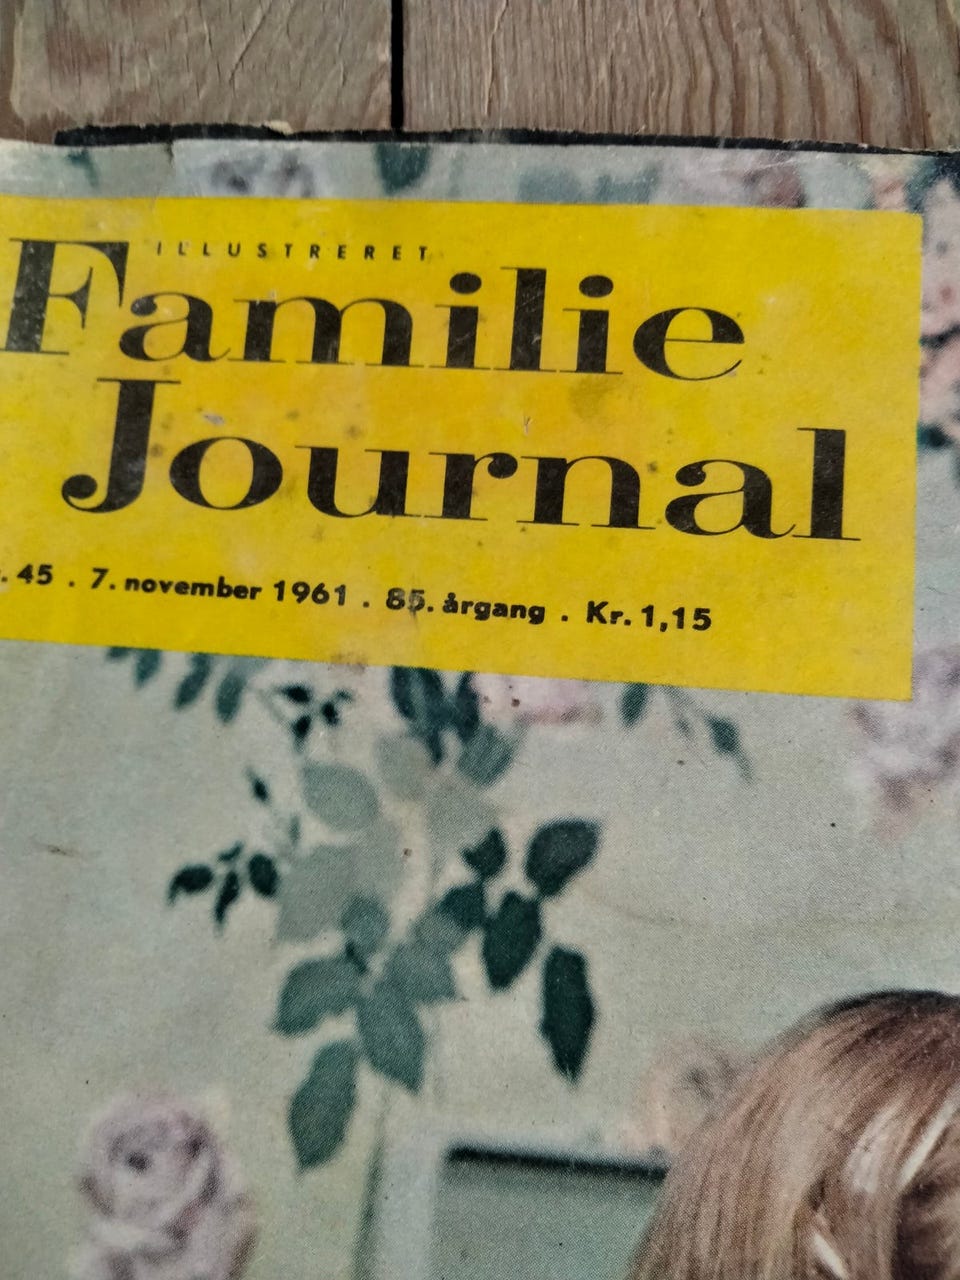 ILLUSTRERET
Familie
Journal
. 45 . 7. november 1961 . 85. årgang . Kr. 1,15